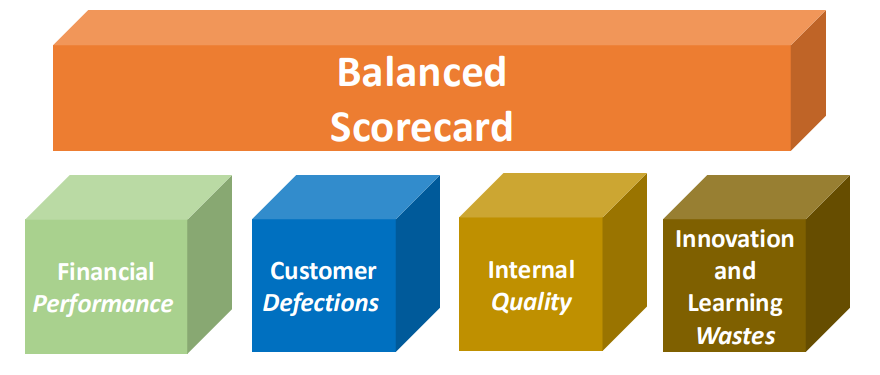 Balanced
Scorecard
Financial
Performance
Customer
Defections
Internal
Quality
Innovation
and
Learning
Wastes